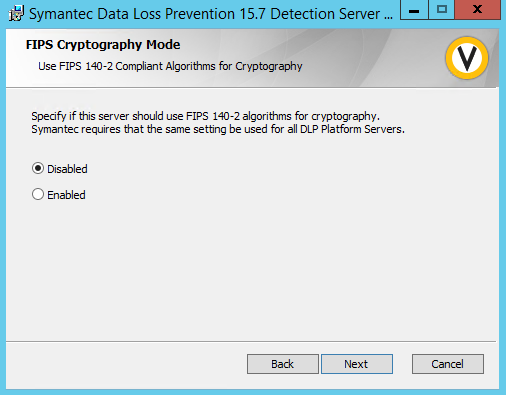 Symantec Data Loss Prevention 15.7 Detection Server ...
FIPS Cryptography Mode
Use FIPS 140-2 Compliant Algorithms for Cryptography
Specify if this server should use FIPS 140-2 algorithms for cryptography.
Symantec requires that the same setting be used for all DLP Platform Servers.
Disabled
Enabled
Back
Next
Cancel